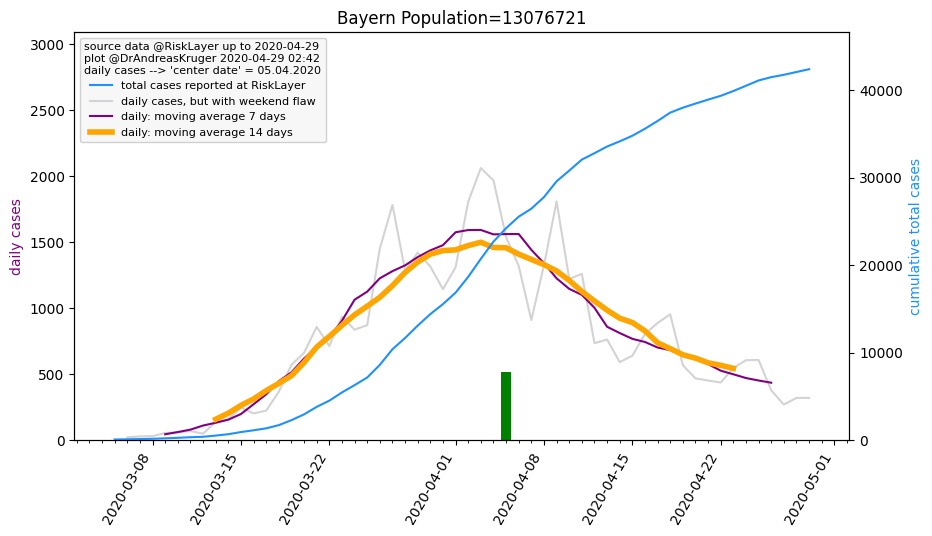 Bayern Population=13076721
source data @RiskLayer up to 2020-04-29
plot @DrAndreasKruger 2020-04-29 02:42
daily cases --> 'center date' = 05.04.2020
total cases reported at RiskLayer
daily cases, but with weekend flaw
daily: moving average 7 days
daily: moving average 14 days
daily cases
3000
2500
2000
1500
1000
500
0
cumulative total cases
40000
30000
20000
10000
0
2020-03-08
2020-03-15
2020-03-22
2020-04-01
2020-04-08
2020-04-15
2020-04-22
2020-05-01